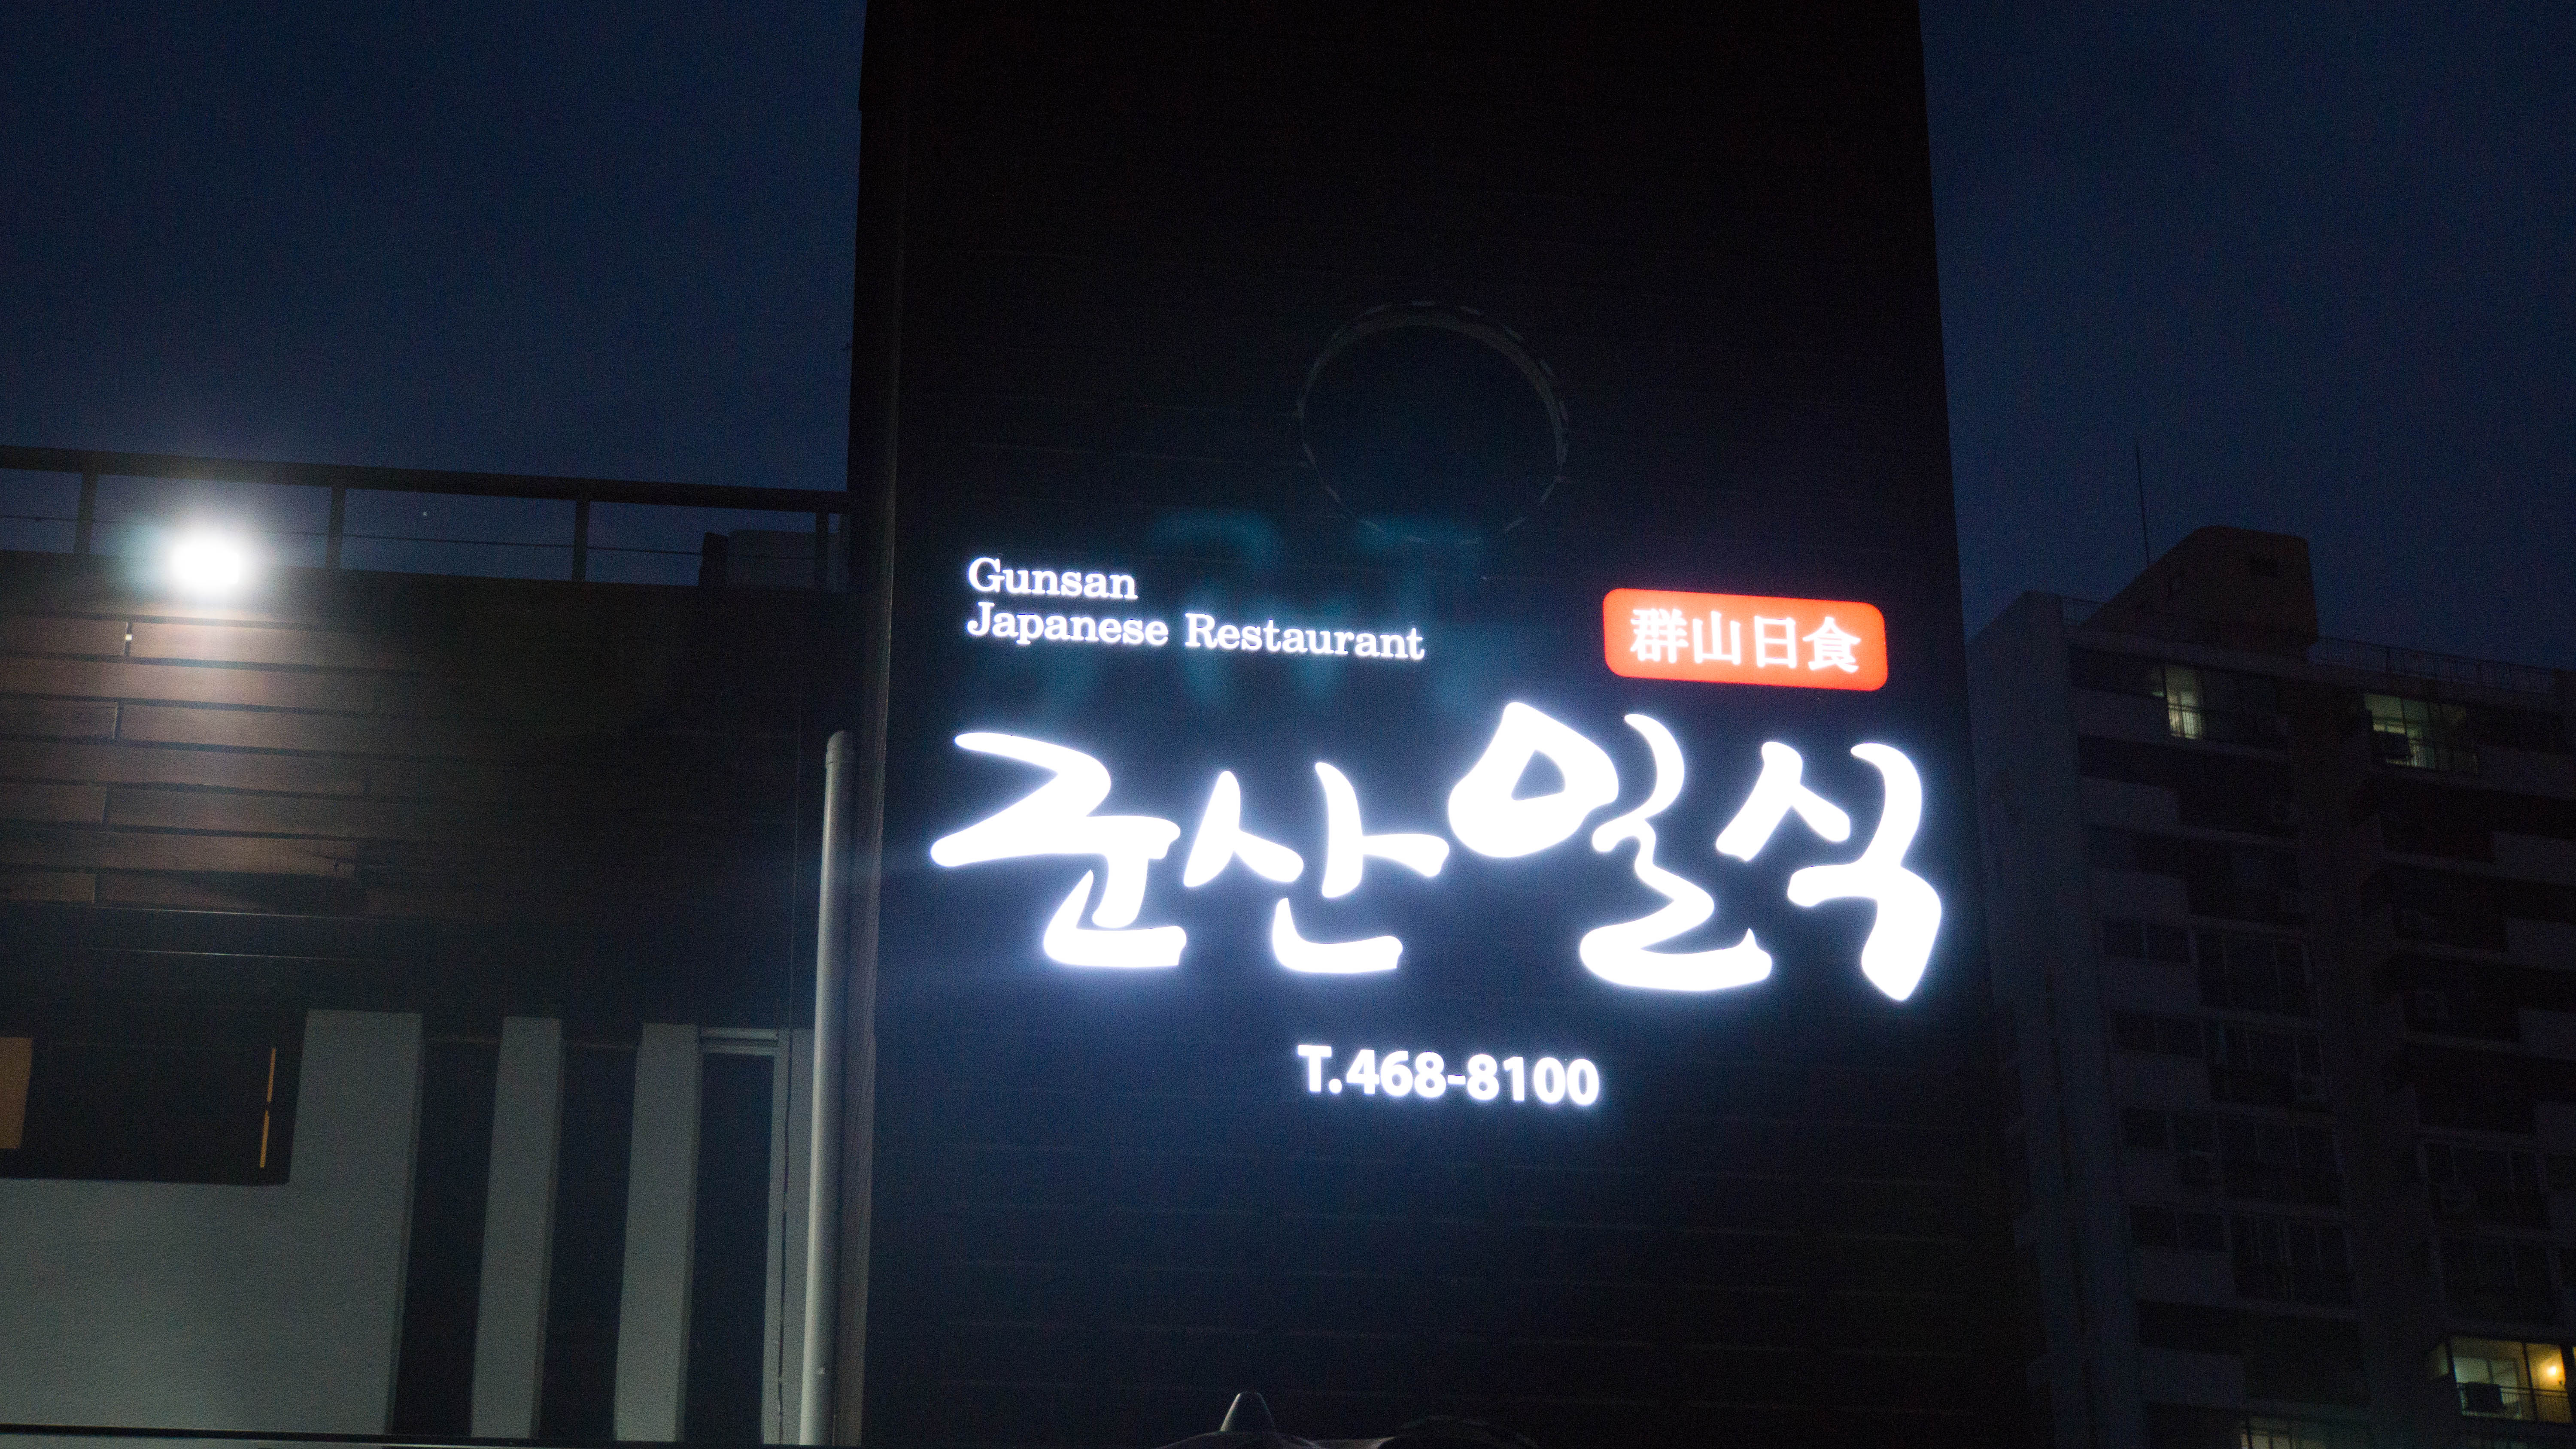 Gunsan
Japanese Restaurant
群山日食
군산일식
T.468-8100